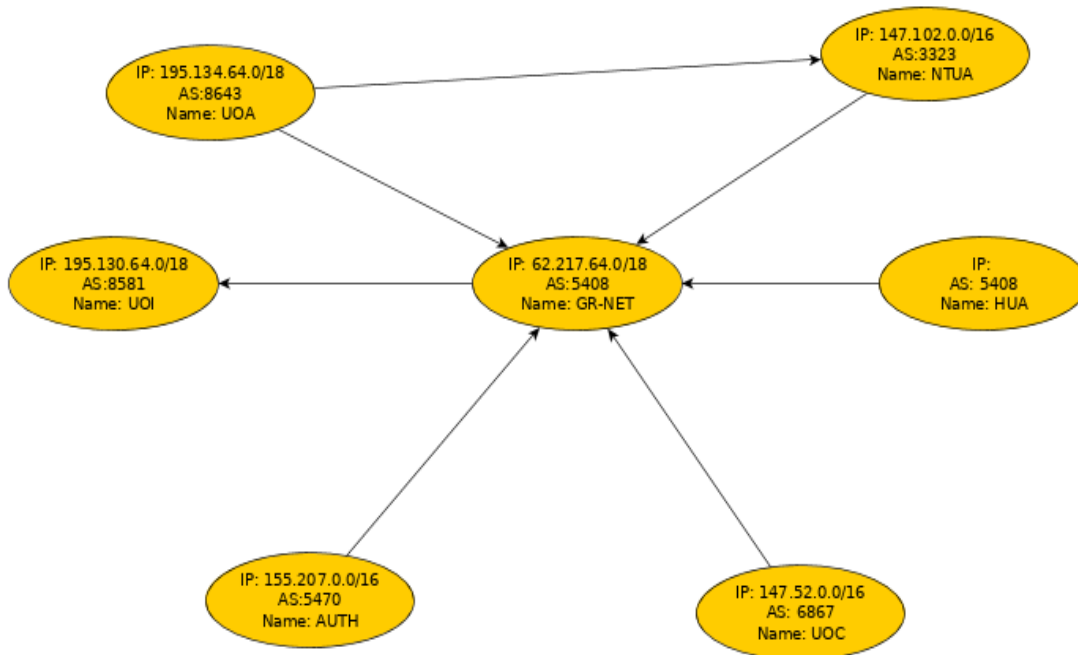 IP: 195.134.64.0/18
AS:8643
Name: UOA
IP: 147.102.0.0/16
AS:3323
Name: NTUA
IP: 195.130.64.0/18
AS:8581
Name: UOI
IP: 62.217.64.0/18
AS:5408
Name: GR-NET
IP:
AS: 5408
Name: HUA
IP: 155.207.0.0/16
AS:5470
Name: AUTH
IP: 147.52.0.0/16
AS: 6867
Name: UOC